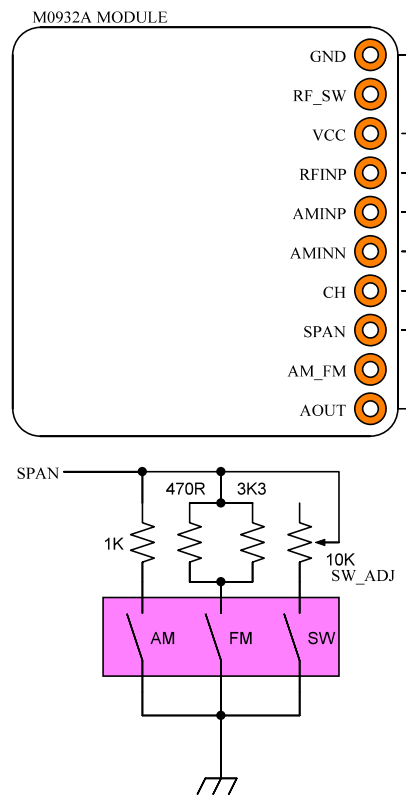 M0932A MODULE
GND
RF_SW
VCC
RFINP
AMINP
AMINN
CH
SPAN
AM_FM
AOUT
SPAN
470R 3K3
1K
10K
SW_ADJ
AM FM SW